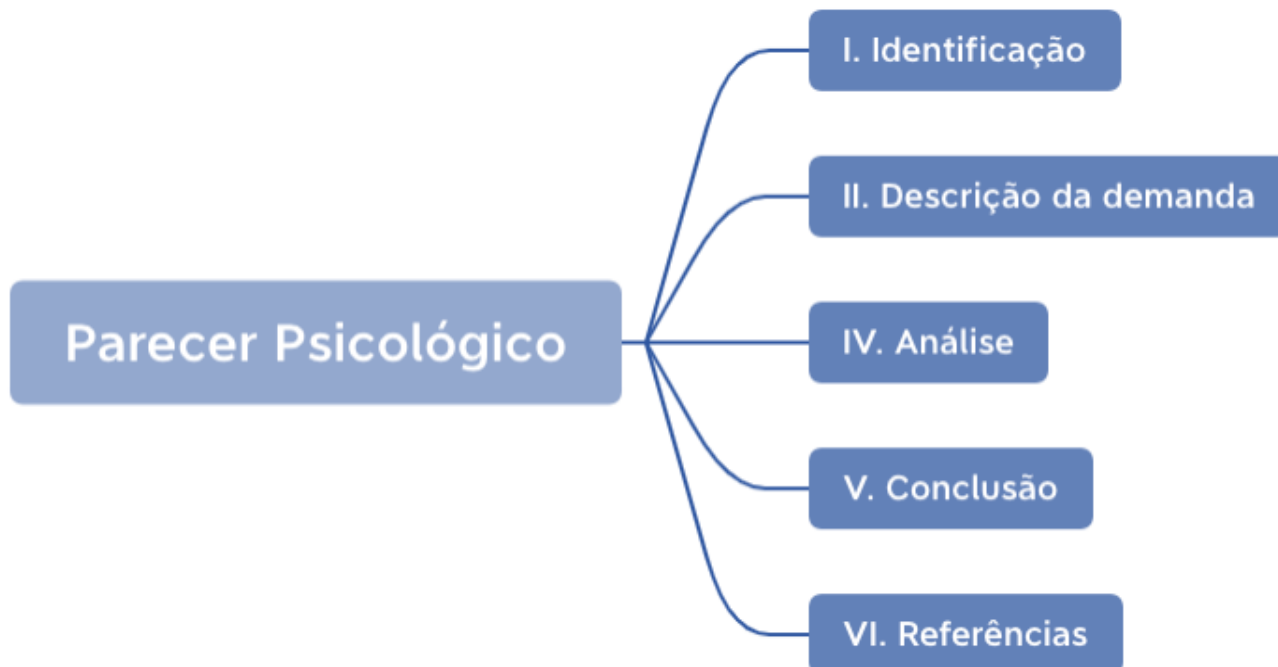 Parecer Psicológico
I. Identificação
II. Descrição da demanda
IV. Análise
V. Conclusão
VI. Referências